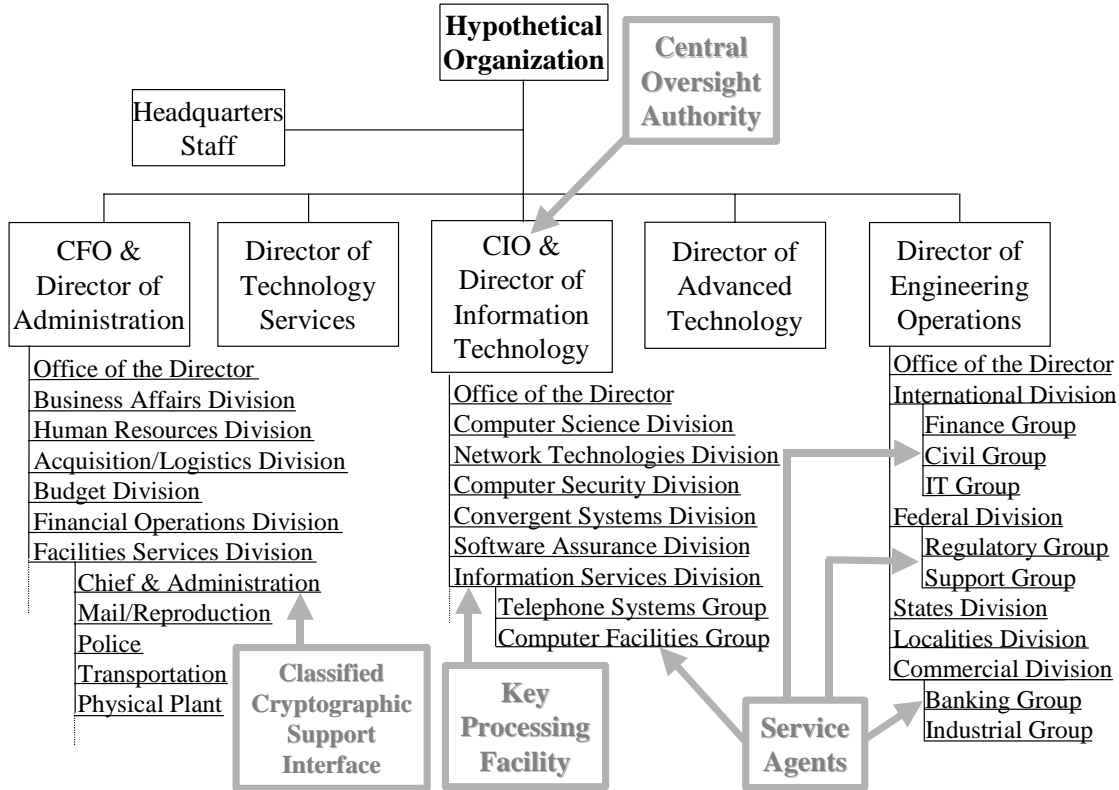 Hypothetical
Organization
Central
Oversight
Authority
Headquarters
Staff
CFO &
Director of
Administration
Director of
Technology
Services
CIO &
Director of
Information
Technology
Director of
Advanced
Technology
Director of
Engineering
Operations
Office of the Director
Business Affairs Division
Human Resources Division
Acquisition/Logistics Division
Budget Division
Financial Operations Division
Facilities Services Division
Chief & Administration
Mail/Reproduction
Police
Transportation
Physical Plant
Classified
Cryptographic
Support
Interface
Office of the Director
Computer Science Division
Network Technologies Division
Computer Security Division
Convergent Systems Division
Software Assurance Division
Information Services Division
Telephone Systems Group
Computer Facilities Group
Key
Processing
Facility
Office of the Director
International Division
Finance Group
Civil Group
IT Group
Federal Division
Regulatory Group
Support Group
States Division
Localities Division
Commercial Division
Banking Group
Industrial Group
Service
Agents